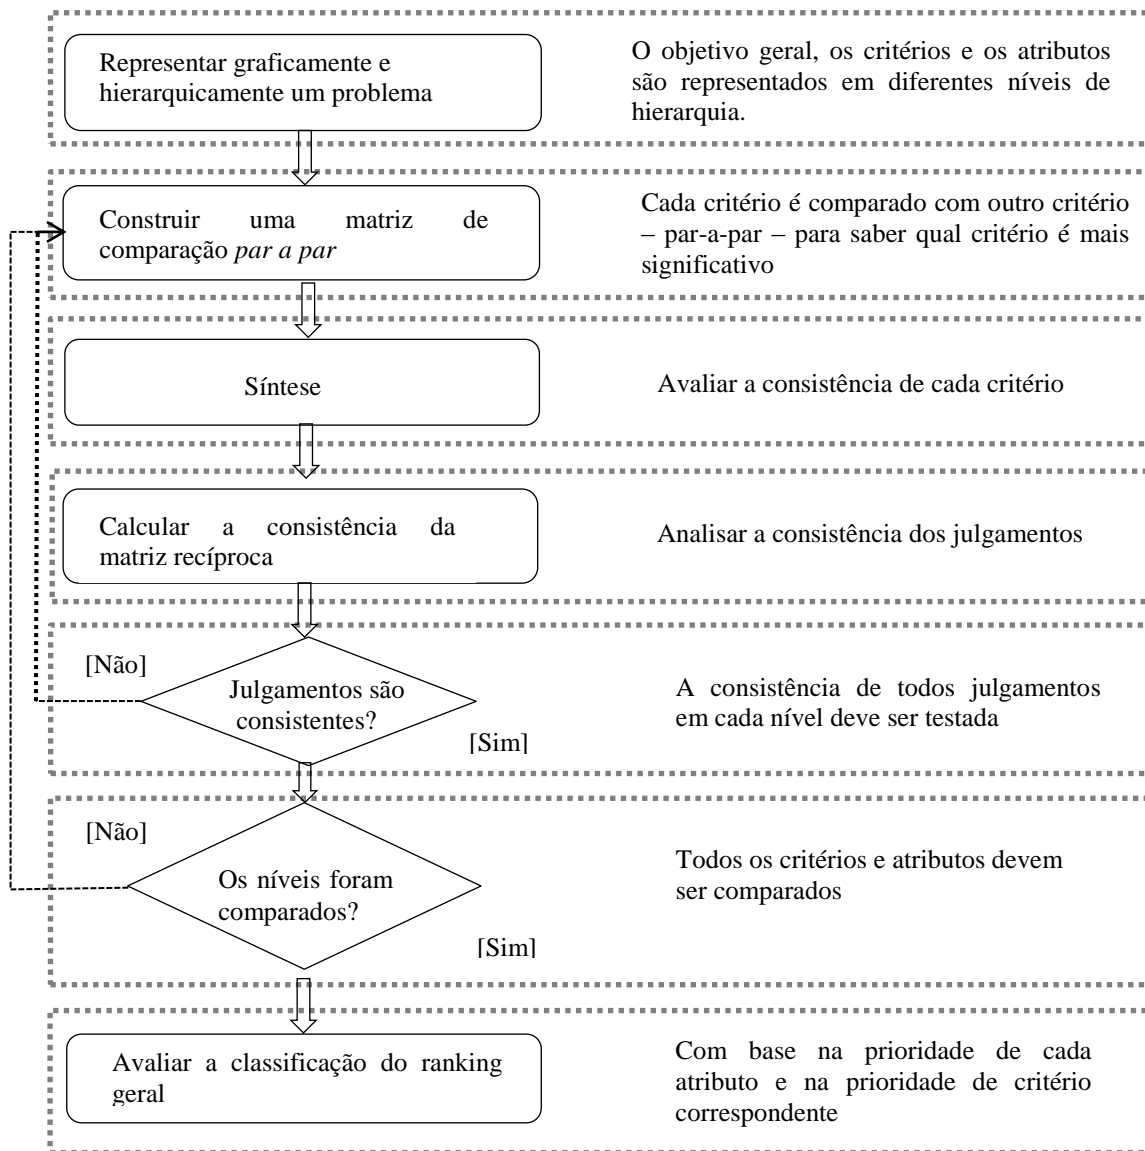 Representar graficamente e
hierarquicamente um problema
O objetivo geral, os critérios e os atributos
são representados em diferentes níveis de
hierarquia.
Construir uma matriz de
comparação par a par
Cada critério é comparado com outro critério
– par-a-par – para saber qual critério é mais
significativo
Síntese
Avaliar a consistência de cada critério
Calcular a consistência da
matriz recíproca
Analisar a consistência dos julgamentos
[Não]
Julgamentos são
consistentes?
[Sim]
A consistência de todos julgamentos
em cada nível deve ser testada
[Não]
Os níveis foram
comparados?
[Sim]
Todos os critérios e atributos devem
ser comparados
Avaliar a classificação do ranking
geral
Com base na prioridade de cada
atributo e na prioridade de critério
correspondente